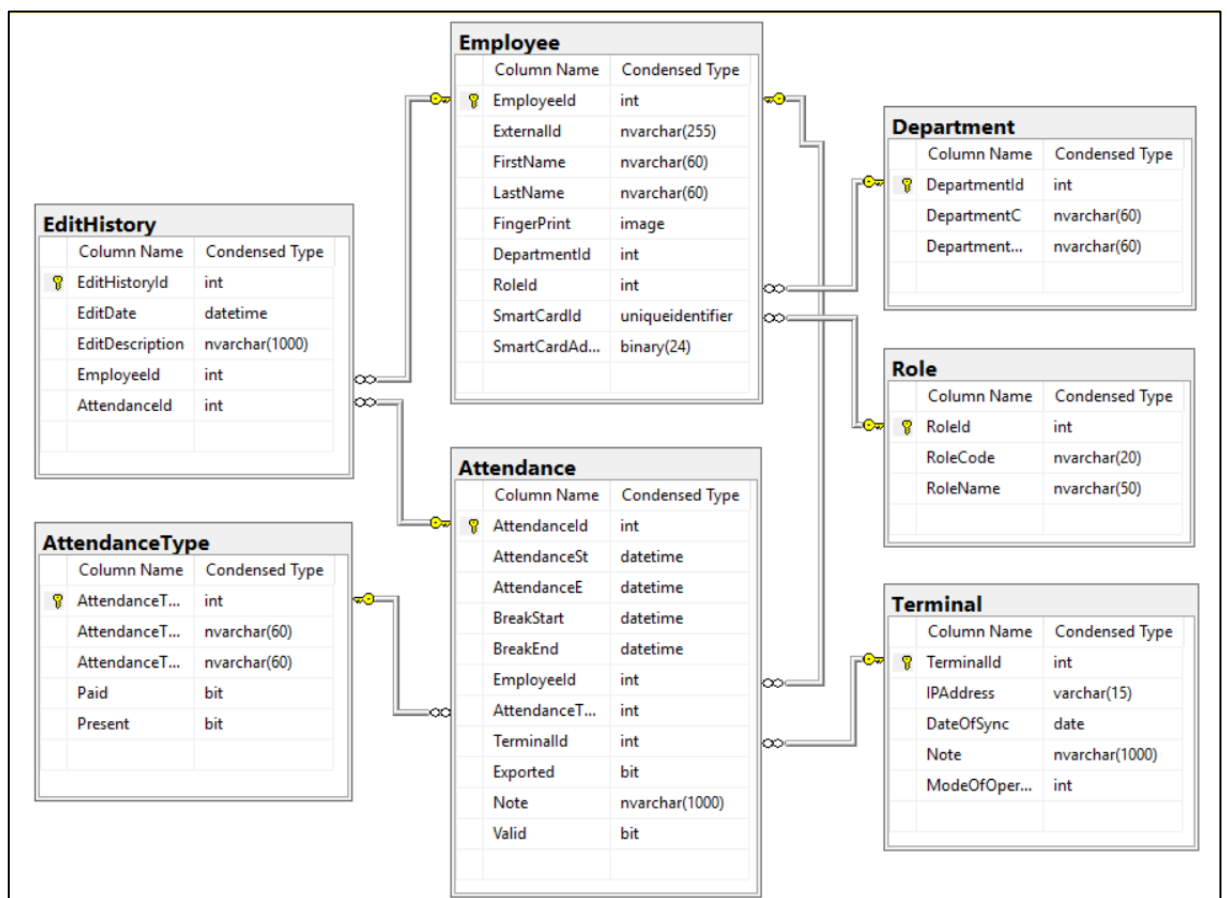 Employee
Column Name Condensed Type
EmployeeId int
ExternalId nvarchar(255)
FirstName nvarchar(60)
LastName nvarchar(60)
FingerPrint image
DepartmentId int
RoleId int
SmartCardId uniqueidentifier
SmartCardAd... binary(24)
Department
Column Name Condensed Type
DepartmentId int
DepartmentC nvarchar(60)
Department... nvarchar(60)
EditHistory
Column Name Condensed Type
EditHistoryId int
EditDate datetime
EditDescription nvarchar(1000)
EmployeeId int
AttendanceId int
Role
Column Name Condensed Type
RoleId int
RoleCode nvarchar(20)
RoleName nvarchar(50)
Attendance
Column Name Condensed Type
AttendanceId int
AttendanceSt datetime
AttendanceE datetime
BreakStart datetime
BreakEnd datetime
EmployeeId int
AttendanceT... int
TerminalId int
Exported bit
Note nvarchar(1000)
Valid bit
AttendanceType
Column Name Condensed Type
AttendanceT... int
AttendanceT... nvarchar(60)
AttendanceT... nvarchar(60)
Paid bit
Present bit
Terminal
Column Name Condensed Type
TerminalId int
IPAddress varchar(15)
DateOfSync date
Note nvarchar(1000)
ModeOfOper... int